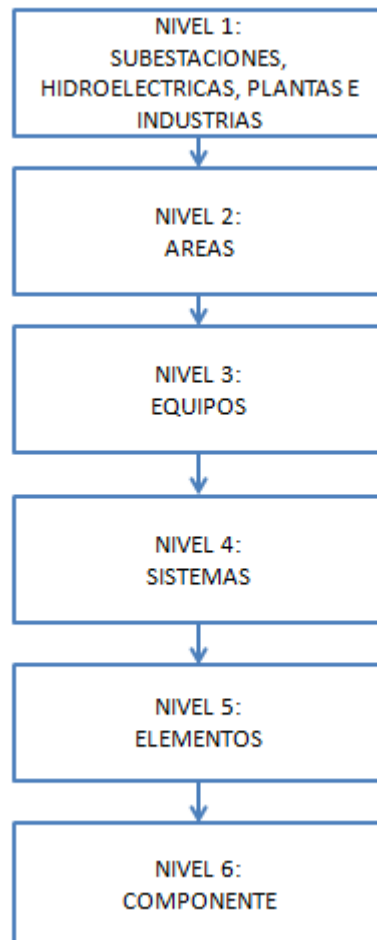 NIVEL 1:
SUBESTACIONES,
HIDROELECTRICAS, PLANTAS E
INDUSTRIAS
NIVEL 2:
AREAS
NIVEL 3:
EQUIPOS
NIVEL 4:
SISTEMAS
NIVEL 5:
ELEMENTOS
NIVEL 6:
COMPONENTE